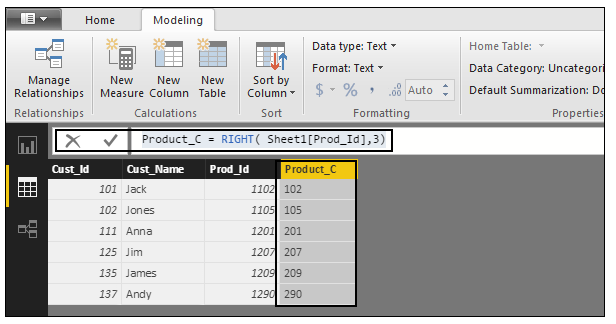 Home Modeling
Manage Relationships
New Measure
New Column
New Table
Sort by Column
Data type: Text
Format: Text
$ % , .00 Auto
Home Table:
Data Category: Uncategori
Default Summarization: Do
Relationships Calculations Sort Formatting Properties
Product_C = RIGHT( Sheet1[Prod_Id],3)
Cust_Id Cust_Name Prod_Id Product_C
101 Jack 1102 102
102 Jones 1105 105
111 Anna 1201 201
125 Jim 1207 207
135 James 1209 209
137 Andy 1290 290